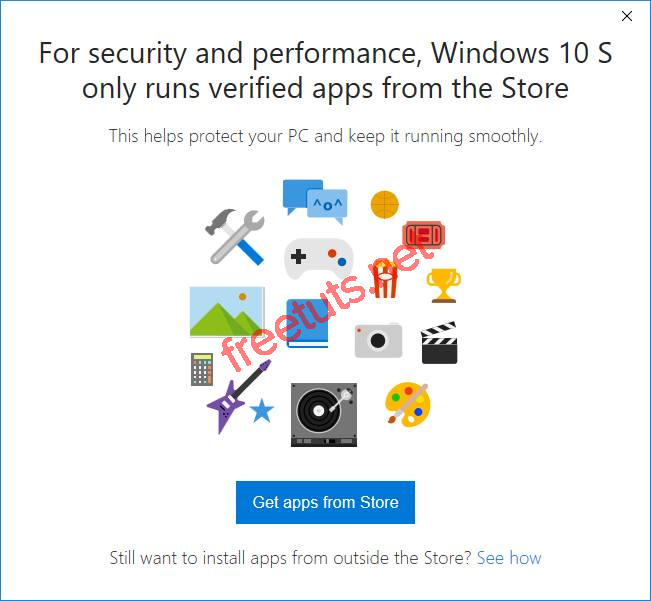 For security and performance, Windows 10 S
only runs verified apps from the Store
This helps protect your PC and keep it running smoothly.
^o^
freetuts.net
Get apps from Store
Still want to install apps from outside the Store? See how